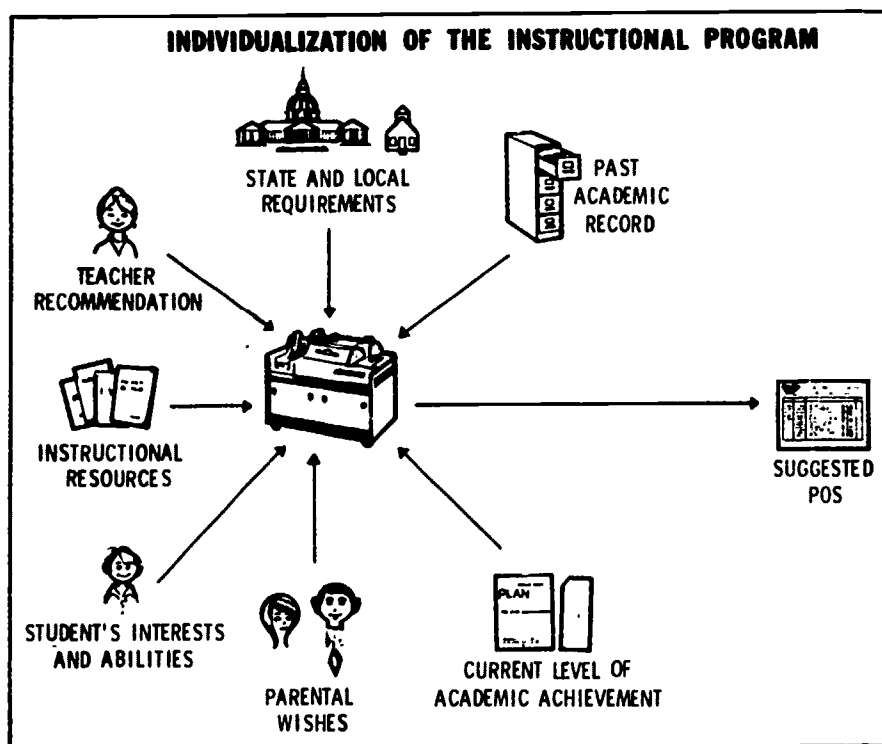 INDIVIDUALIZATION OF THE INSTRUCTIONAL PROGRAM
STATE AND LOCAL
REQUIREMENTS
PAST
ACADEMIC
RECORD
TEACHER
RECOMMENDATION
INSTRUCTIONAL
RESOURCES
SUGGESTED
POS
STUDENT'S INTERESTS
AND ABILITIES
PARENTAL
WISHES
PLAN
CURRENT LEVEL OF
ACADEMIC ACHIEVEMENT